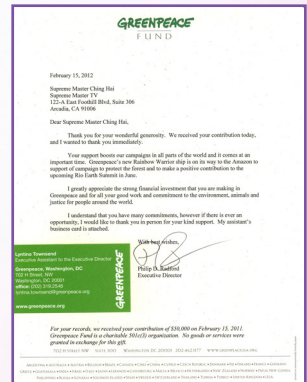 GREENPEACE
FUND
February 15, 2012
Supreme Master Ching Hai
Supreme Master TV
122-A East Foothill Blvd, Suite 306
Arcadia, CA 91006
Dear Supreme Master Ching Hai,
Thank you for your wonderful generosity. We received your contribution today,
and I wanted to thank you immediately.
Your support boosts our campaigns in all parts of the world and it comes at an
important time. Greenpeace's new Rainbow Warrior ship is on its way to the Amazon to
support of campaign to protect the forest and to make a positive contribution to the
upcoming Rio Earth Summit in June.
I greatly appreciate the strong financial investment that you are making in
Greenpeace and for all your good work and commitment to the environment, animals and
justice for people around the world.
I understand that you have many commitments, however if there is ever an
opportunity, I would like to thank you in person for your kind support. My assistant's
business card is attached.
With best wishes,
Philip D. Radford
Executive Director
Lyntina Townsend
Executive Assistant to the Executive Director
Greenpeace, Washington, DC
702 H Street, NW
Washington, DC 20001
www.greenpeace.org
GREENPEACE
For your records, we received your contribution of $50,000 on February 15, 2011.
Greenpeace Fund is a charitable 501(c)3 organization. No goods or services were
granted in exchange for this gift.